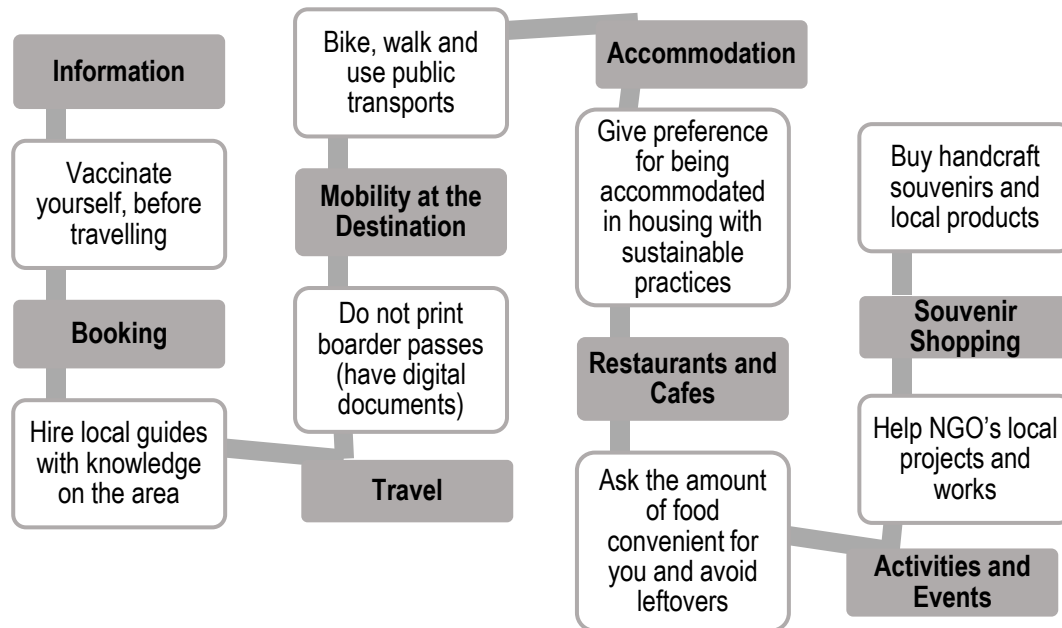 Information
Vaccinate
yourself, before
travelling
Booking
Hire local guides
with knowledge
on the area
Travel
Do not print
boarder passes
(have digital
documents)
Mobility at the
Destination
Bike, walk and
use public
transports
Accommodation
Give preference
for being
accommodated
in housing with
sustainable
practices
Restaurants and
Cafes
Ask the amount
of food
convenient for
you and avoid
leftovers
Activities and
Events
Help NGO's local
projects and
works
Souvenir
Shopping
Buy handcraft
souvenirs and
local products